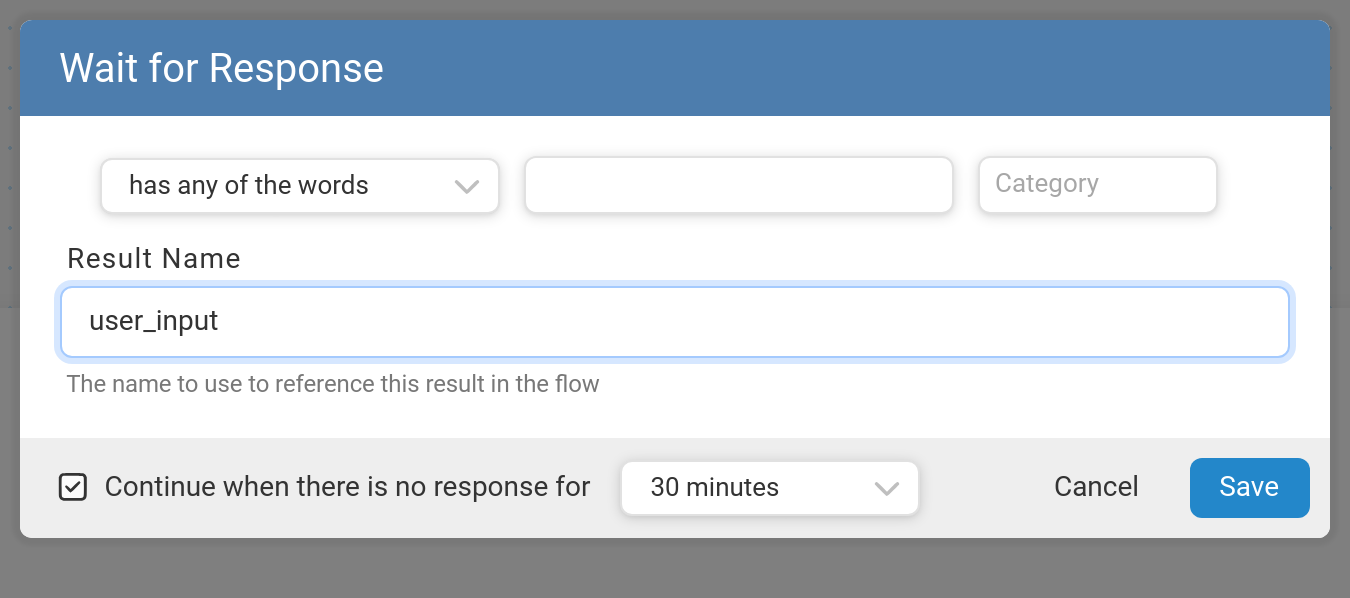 Wait for Response
has any of the words Category
Result Name
user_input
The name to use to reference this result in the flow
Continue when there is no response for 30 minutes Cancel Save